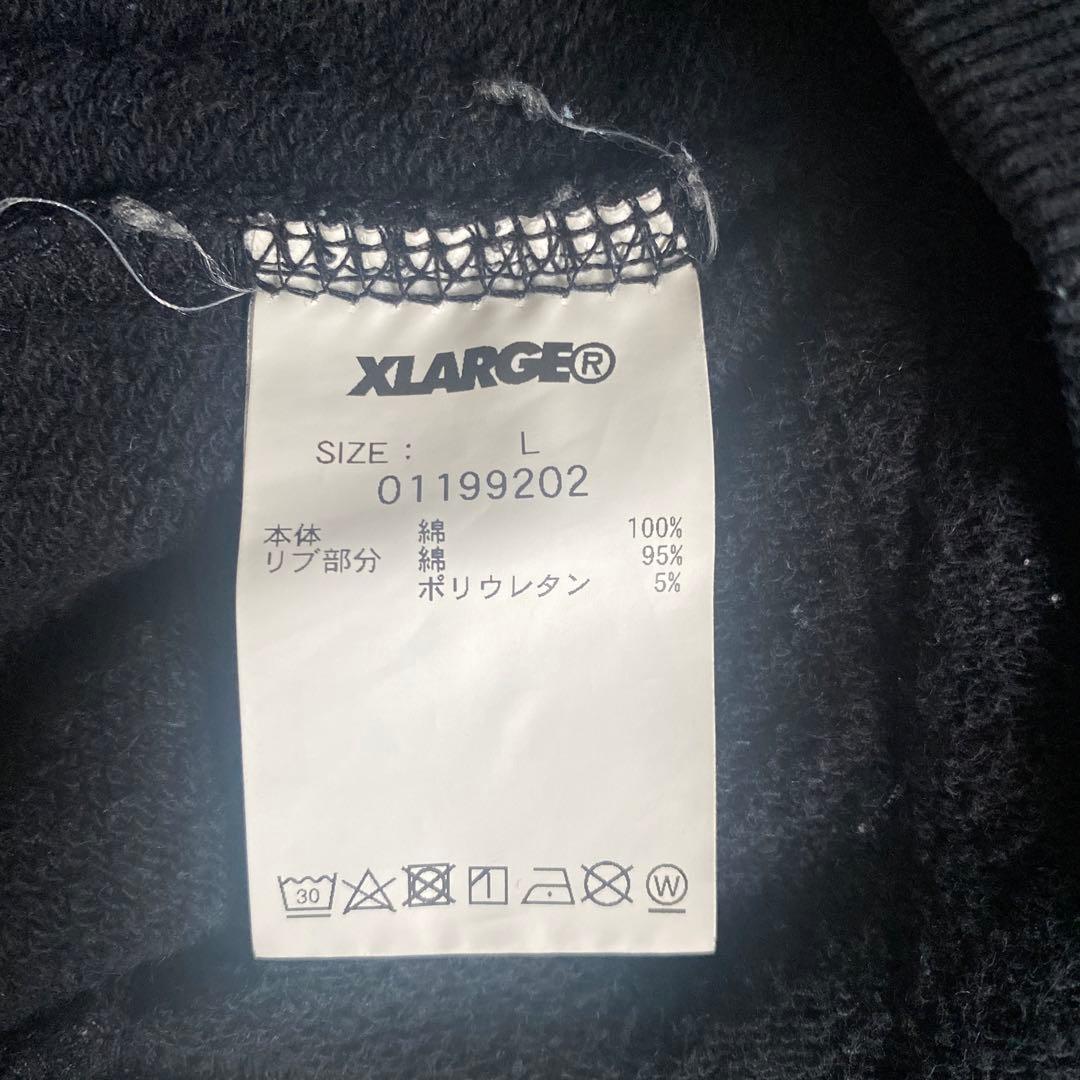 XLARGE®
SIZE : L
01199202
本体 綿 100%
リブ部分 綿 95%
ポリウレタン 5%
30 W